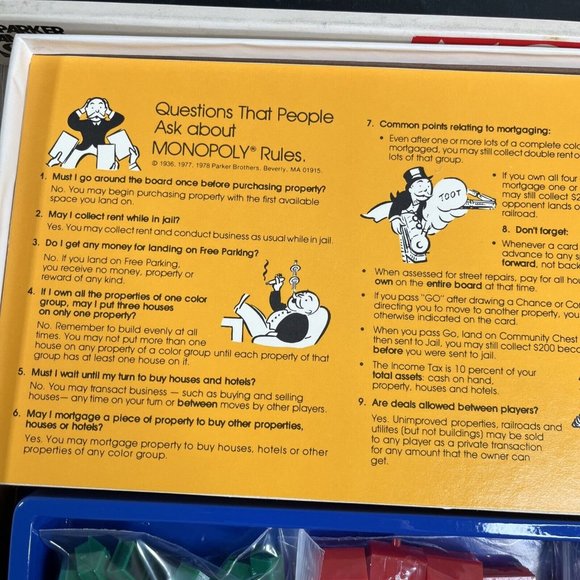 PARKER
Questions That People
Ask about
MONOPOLY® Rules.
© 1936, 1977, 1978 Parker Brothers, Beverly, MA 01915.
1. Must I go around the board once before purchasing property?
No. You may begin purchasing property with the first available
space you land on.
2. May I collect rent while in jail?
Yes. You may collect rent and conduct business as usual while in jail.
3. Do I get any money for landing on Free Parking?
No. If you land on Free Parking,
you receive no money, property or
reward of any kind.
4. If I own all the properties of one color
group, may I put three houses
on only one property?
No. Remember to build evenly at all
times. You may not put more than one
house on any property of a color group until each property of that
group has at least one house on it.
5. Must I wait until my turn to buy houses and hotels?
No. You may transact business — such as buying and selling
houses— any time on your turn or between moves by other players.
6. May I mortgage a piece of property to buy other properties,
houses or hotels?
Yes. You may mortgage property to buy houses, hotels or other
properties of any color group.
7. Common points relating to mortgaging:
• Even after one or more lots of a complete
mortgaged, you may still collect double rent
lots of that group.
• If you own all four
mortgage one or
may still collect
opponent lands
railroad.
TOOT
8. Don't forget:
• Whenever a card
advance to any
forward, not
• When assessed for street repairs, pay for all
own on the entire board at that time.
• If you pass "GO" after drawing a Chance or
directing you to move to another property,
otherwise indicated on the card.
• When you pass Go, land on Community Chest
then sent to Jail, you may still collect $200
before you were sent to jail.
• The Income Tax is 10 percent of your
total assets: cash on hand,
property, houses and hotels.
9. Are deals allowed between players?
Yes. Unimproved properties, railroads and
utilites (but not buildings) may be sold
to any player as a private transaction
for any amount that the owner can
get.